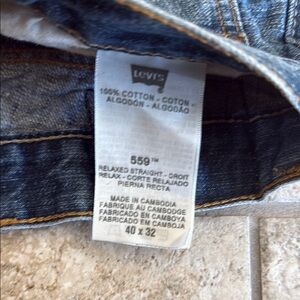 Levi's
100% COTTON - COTON -
ALGODÓN - ALGODÃO
559™
RELAXED STRAIGHT - DROIT
RELAX - CORTE RELAJADO
PIERNA RECTA
MADE IN CAMBODIA
FABRIQUE AU CAMBODGE
FABRICADO EN CAMBOYA
FABRICADO EM CAMBOJA
40 x 32